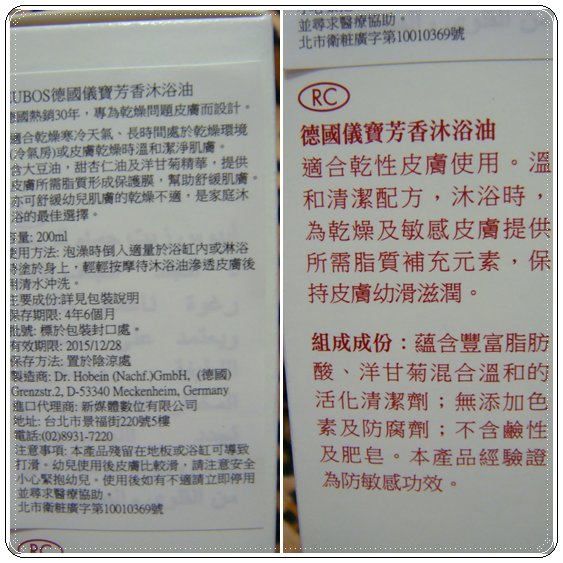 EUBOS德國儀寶芳香沐浴油
國熱銷30年，專為乾燥問題皮膚而設計。
適合乾燥寒冷天氣、長時間處於乾燥環境
(冷氣房)或皮膚乾燥時溫和潔淨肌膚。
含大豆油，甜杏仁油及洋甘菊精華，提供
皮膚所需脂質形成保護膜，幫助舒緩肌膚。
亦可舒緩幼兒肌膚的乾燥不適，是家庭沐
浴的最佳選擇。
容量: 200ml
使用方法: 泡澡時倒入適量於浴缸內或淋浴
塗於身上，輕輕按摩待沐浴油滲透皮膚後
用清水沖洗。
主要成份:詳見包裝說明
保存期限: 4年6個月
批號: 標於包裝封口處。
有效期限: 2015/12/28
保存方法: 置於陰涼處
製造商: Dr. Hobein (Nachf.)GmbH, (德國)
Grenzstr.2, D-53340 Meckenheim, Germany
進口代理商: 新媒體數位有限公司
地址: 台北市景福街220號5樓
電話:(02)8931-7220
注意事項: 本產品殘留在地板或浴缸可導致
打滑。幼兒使用後皮膚比較滑，請注意安全
小心緊抱幼兒。使用後如有不適請立即停用
並尋求醫療協助。
北市衛粧廣字第10010369號
RC
並尋求醫療協助。
北市衛粧廣字第10010369號
RC
德國儀寶芳香沐浴油
適合乾性皮膚使用。溫
和清潔配方，沐浴時，
為乾燥及敏感皮膚提供
所需脂質補充元素，保
持皮膚幼滑滋潤。
組成成份：蘊含豐富脂肪
酸、洋甘菊混合溫和的
活化清潔劑；無添加色
素及防腐劑；不含鹼性
及肥皂。本產品經驗證
為防敏感功效。